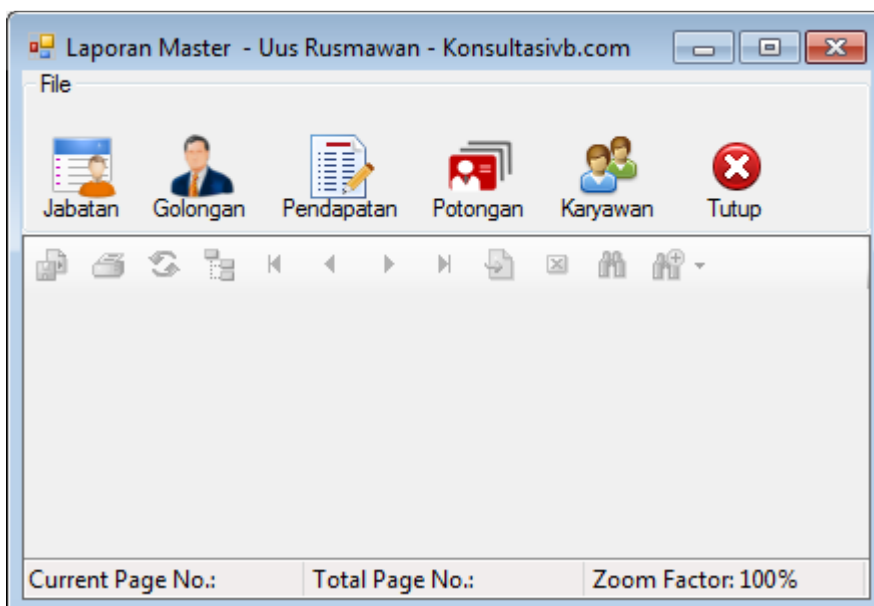 Laporan Master - Uus Rusmawan - Konsultasivb.com
File
Jabatan Golongan Pendapatan Potongan Karyawan Tutup
Current Page No.: Total Page No.: Zoom Factor: 100%